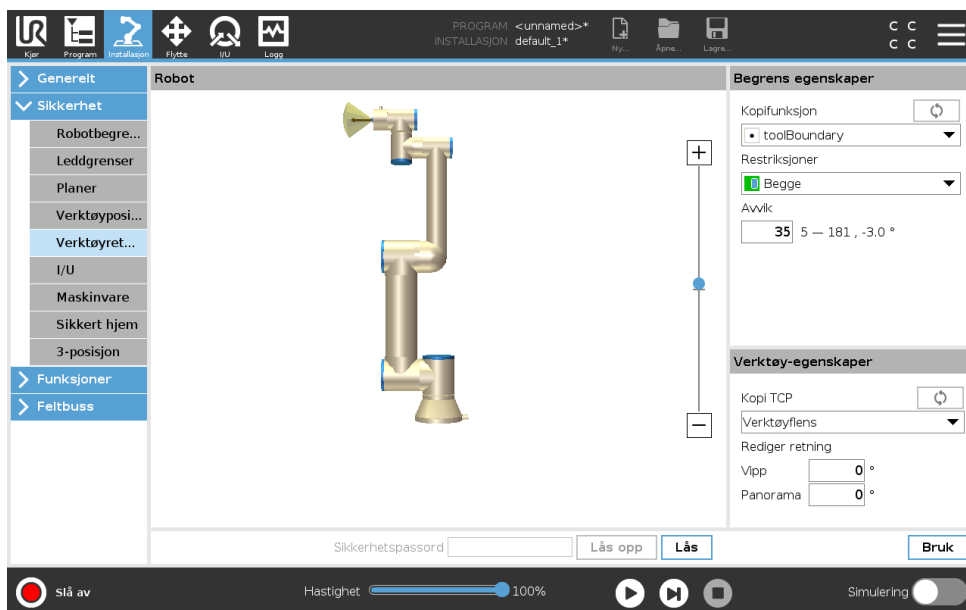 UR
PROGRAM <unnamed>*
INSTALLASJON default_1*
Kjør
Program
Installasjon
Flytte
I/U
Logg
Ny...
Åpne...
Lagre...
C C
C C
Generelt
Sikkerhet
Robotbegre...
Leddgrenser
Planer
Verktøyposi...
Verktøyret...
I/U
Maskinvare
Sikkert hjem
3-posisjon
Funksjoner
Feltbuss
Robot
Begrens egenskaper
Kopifunksjon
toolBoundary
Restriksjoner
Begge
Avvik
35 5 — 181 , -3.0 °
Verktøy-egenskaper
Kopi TCP
Verktøyflens
Rediger retning
Vipp 0 °
Panorama 0 °
Sikkerhetspassord Lås opp Lås
Bruk
Slå av
Hastighet 100%
Simulering